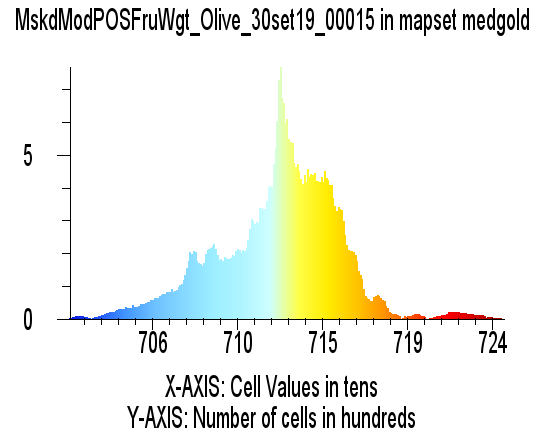 MskdModPOSFruWgt_Olive_30set19_00015 in mapset medgold
5
0
706 710 715 719 724
X-AXIS: Cell Values in tens
Y-AXIS: Number of cells in hundreds